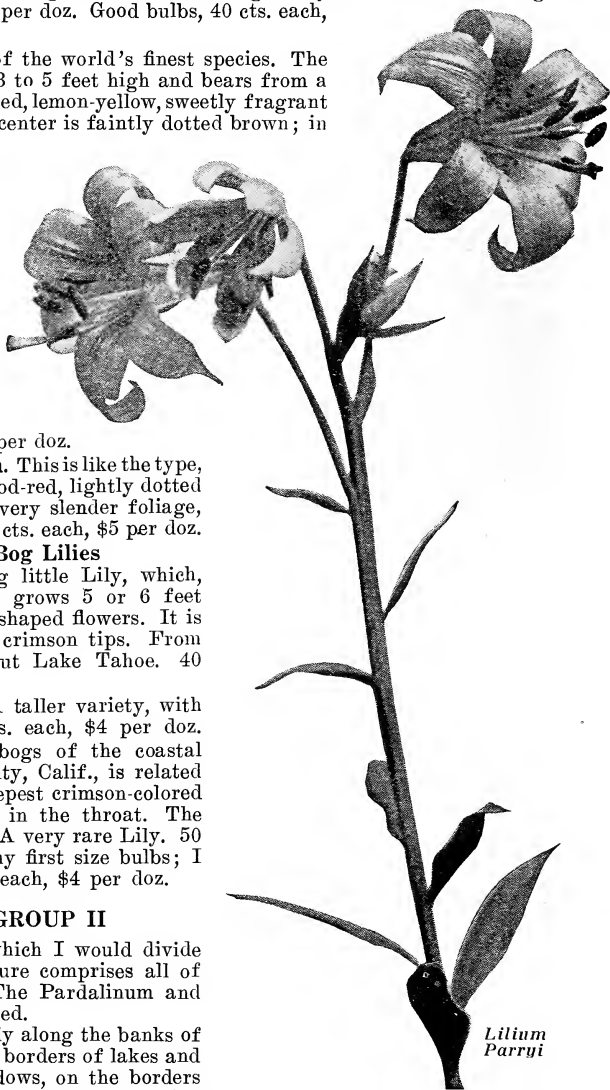 per doz. Good bulbs, 40 cts. each,
of the world's finest species. The
3 to 5 feet high and bears from a
ed, lemon-yellow, sweetly fragrant
center is faintly dotted brown; in
per doz.
. This is like the type,
od-red, lightly dotted
very slender foliage,
cts. each, $5 per doz.
Bog Lilies
g little Lily, which,
grows 5 or 6 feet
shaped flowers. It is
crimson tips. From
ut Lake Tahoe. 40
taller variety, with
s. each, $4 per doz.
bogs of the coastal
ty, Calif., is related
epest crimson-colored
in the throat. The
A very rare Lily. 50
ny first size bulbs; I
each, $4 per doz.
GROUP II
which I would divide
ure comprises all of
The Pardalinum and
ed.
ly along the banks of
borders of lakes and
dows, on the borders
Lilium
Parryi